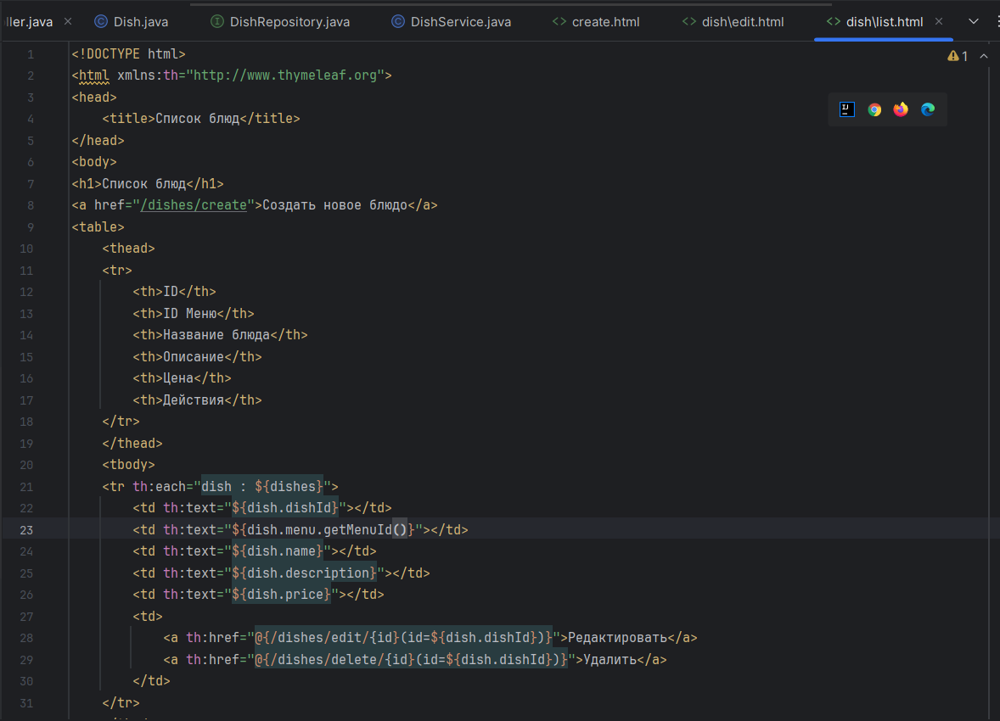 ller.java Dish.java DishRepository.java DishService.java create.html dish\edit.html dish\list.html
1 <!DOCTYPE html>
2 <html xmlns:th="http://www.thymeleaf.org">
1
3 <head>
4 <title>Список блюд</title>
5 </head>
6 <body>
7 <h1>Список блюд</h1>
8 <a href="/dishes/create">Создать новое блюдо</a>
9 <table>
10 <thead>
11 <tr>
12 <th>ID</th>
13 <th>ID Меню</th>
14 <th>Название блюда</th>
15 <th>Описание</th>
16 <th>Цена</th>
17 <th>Действия</th>
18 </tr>
19 </thead>
20 <tbody>
21 <tr th:each="dish : ${dishes}">
22 <td th:text="${dish.dishId}"></td>
23 <td th:text="${dish.menu.getMenuId()}"></td>
24 <td th:text="${dish.name}"></td>
25 <td th:text="${dish.description}"></td>
26 <td th:text="${dish.price}"></td>
27 <td>
28 <a th:href="@{/dishes/edit/{id}(id=${dish.dishId})}">Редактировать</a>
29 <a th:href="@{/dishes/delete/{id}(id=${dish.dishId})}">Удалить</a>
30 </td>
31 </tr>